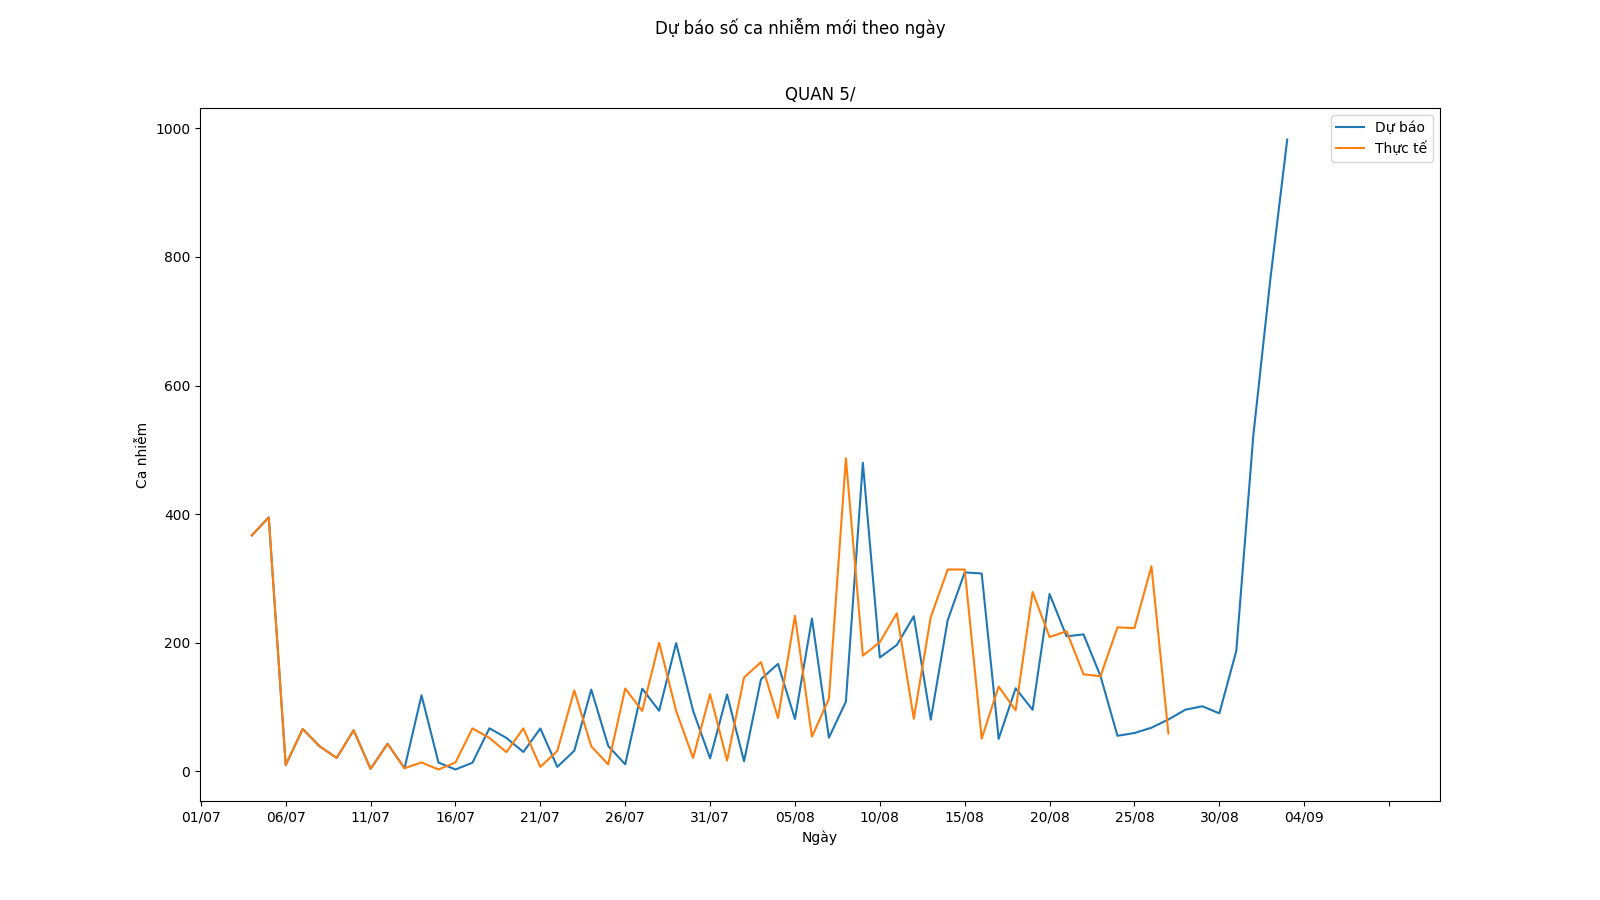 Dự báo số ca nhiễm mới theo ngày
QUAN 5/
Dự báo
Thực tế
1000
800
600
400
200
0
Ca nhiễm
01/07 06/07 11/07 16/07 21/07 26/07 31/07 05/08 10/08 15/08 20/08 25/08 30/08 04/09
Ngày